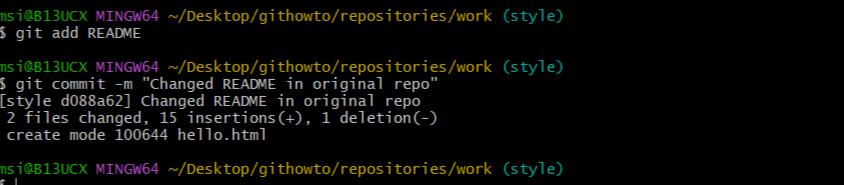 msi@B13UCX MINGW64 ~/Desktop/githowto/repositories/work (style)
$ git add README
msi@B13UCX MINGW64 ~/Desktop/githowto/repositories/work (style)
$ git commit -m "Changed README in original repo"
[style d088a62] Changed README in original repo
2 files changed, 15 insertions(+), 1 deletion(-)
create mode 100644 hello.html
msi@B13UCX MINGW64 ~/Desktop/githowto/repositories/work (style)
$